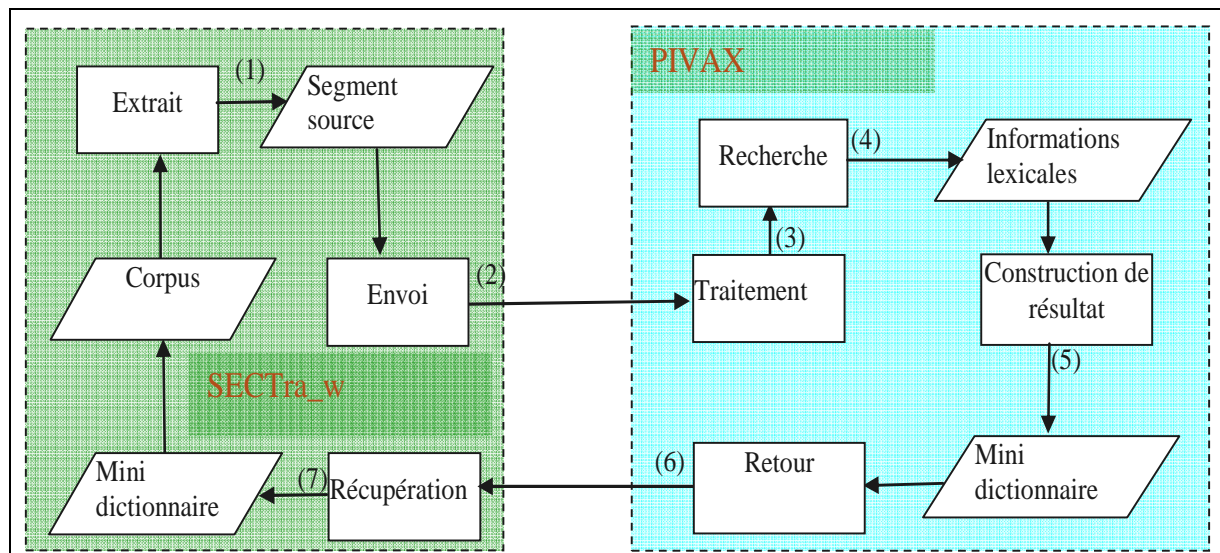 PIVAX
(1)
Extrait
Segment
source
Recherche
(4)
Informations
lexicales
(3)
Corpus
Envoi
(2)
Traitement
Construction de
résultat
SECTra_w
(5)
Mini
dictionnaire
(7)
Récupération
(6)
Retour
Mini
dictionnaire